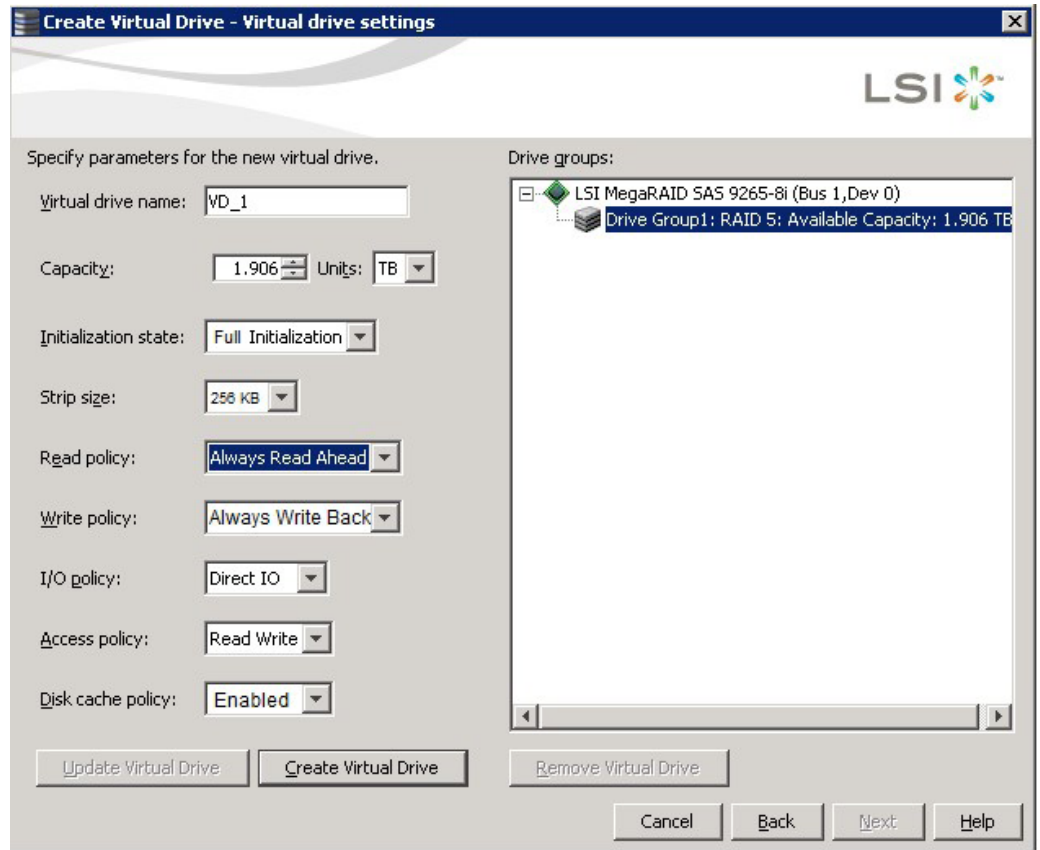 Create Virtual Drive - Virtual drive settings
LSI
Specify parameters for the new virtual drive.
Virtual drive name: VD_1
Capacity: 1.906 Units: TB
Initialization state: Full Initialization
Strip size: 256 KB
Read policy: Always Read Ahead
Write policy: Always Write Back
I/O policy: Direct IO
Access policy: Read Write
Disk cache policy: Enabled
Update Virtual Drive Create Virtual Drive
Drive groups:
LSI MegaRAID SAS 9265-8i (Bus 1,Dev 0)
Drive Group1: RAID 5: Available Capacity: 1.906 TB
Remove Virtual Drive
Cancel Back Next Help